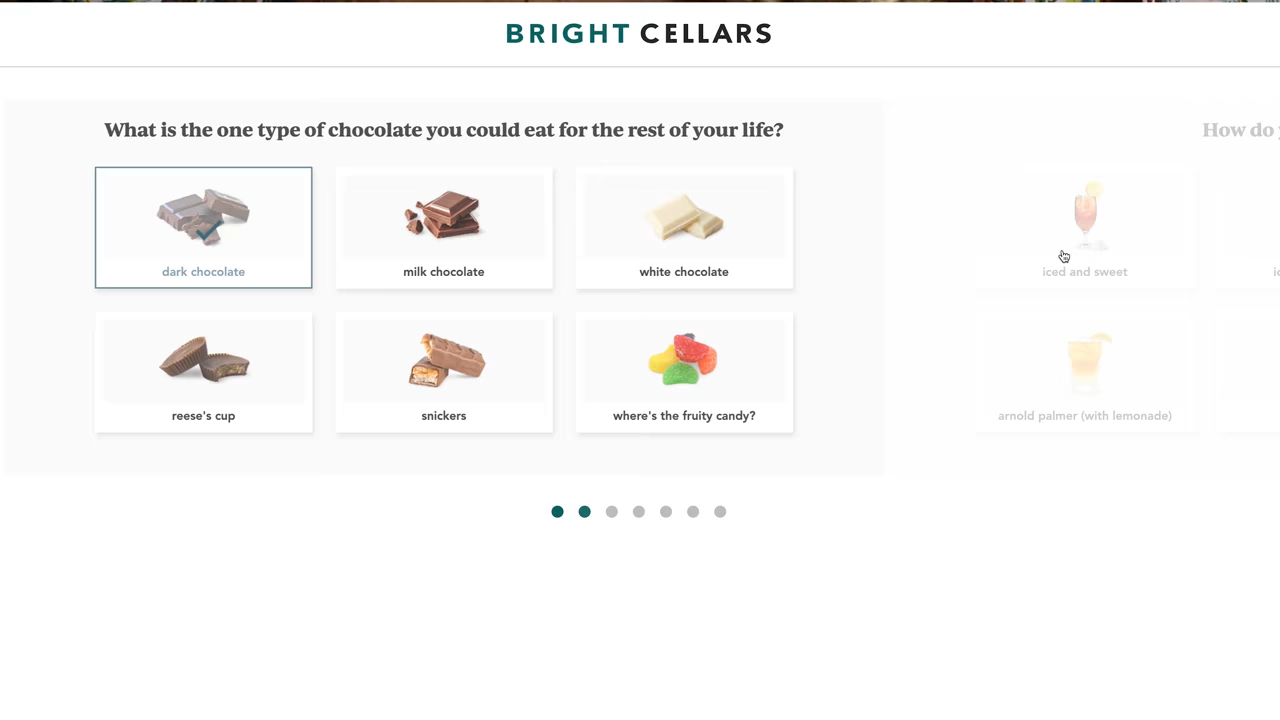 BRIGHT CELLARS
What is the one type of chocolate you could eat for the rest of your life?
How do
dark chocolate
milk chocolate
white chocolate
iced and sweet
reese's cup
snickers
where's the fruity candy?
arnold palmer (with lemonade)